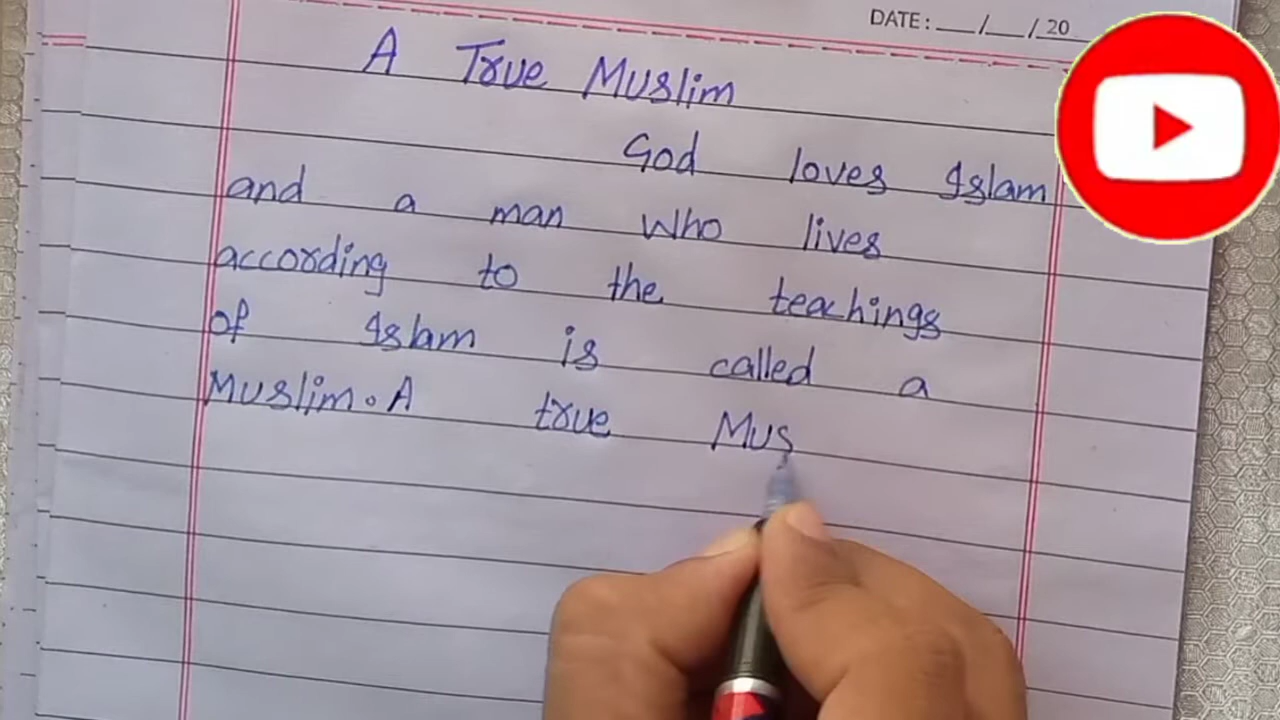 DATE: ___/___/20
A True Muslim
God loves Islam
and a man who lives
according to the teachings
of Islam is called a
Muslim. A true Mus